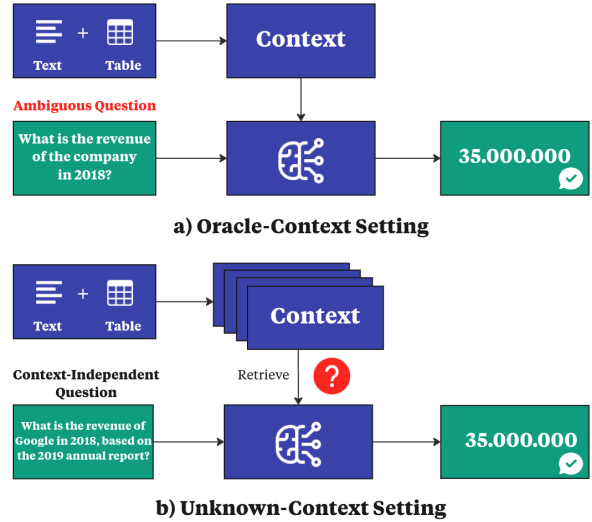 Text + Table
Context
Ambiguous Question
What is the revenue
of the company
in 2018?
35.000.000
a) Oracle-Context Setting
Text + Table
Context
Retrieve ?
Context-Independent
Question
What is the revenue of
Google in 2018, based on
the 2019 annual report?
35.000.000
b) Unknown-Context Setting